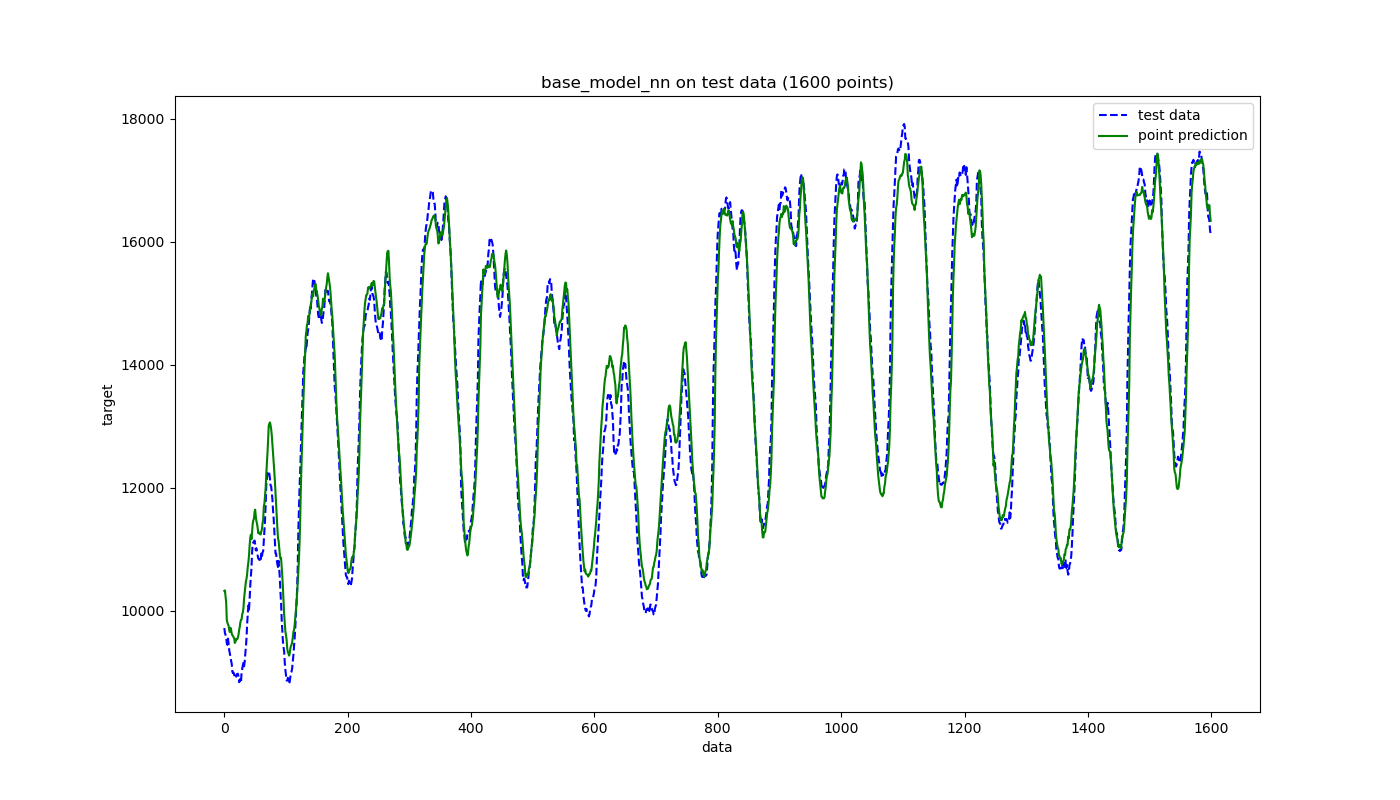 base_model_nn on test data (1600 points)
test data
point prediction
18000
16000
14000
12000
10000
target
0 200 400 600 800 1000 1200 1400 1600
data